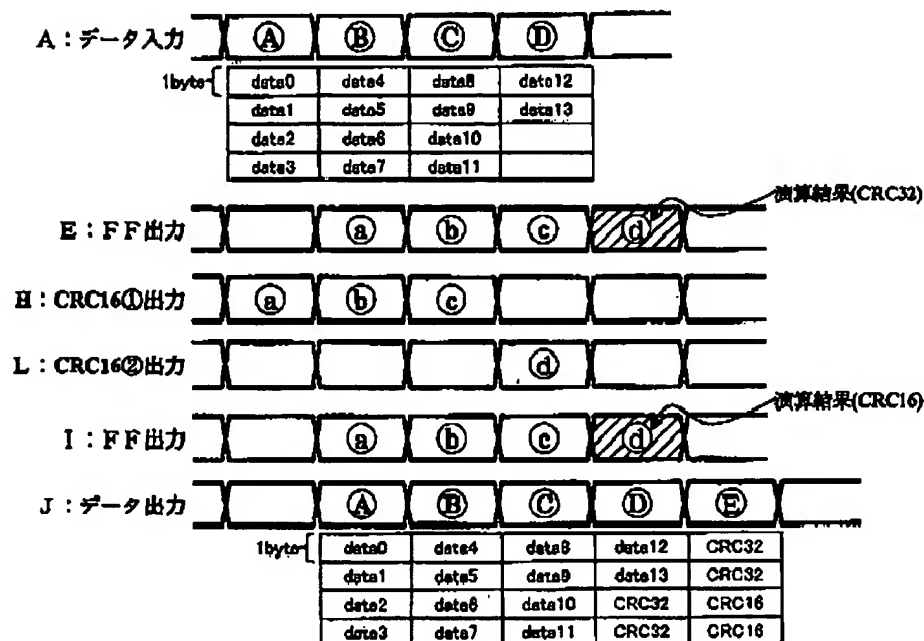 A:データ入力 Ⓐ Ⓑ Ⓒ Ⓓ
1byte data0 data4 data8 data12
data1 data5 data9 data13
data2 data6 data10
data3 data7 data11
演算結果(CRC32)
E:FF出力 ⓐ ⓑ ⓒ ⓓ
H:CRC16①出力 ⓐ ⓑ ⓒ
L:CRC16②出力 ⓓ
演算結果(CRC16)
I:FF出力 ⓐ ⓑ ⓒ ⓓ
J:データ出力 Ⓐ Ⓑ Ⓒ Ⓓ Ⓔ
1byte data0 data4 data8 data12 CRC32
data1 data5 data9 data13 CRC32
data2 data6 data10 CRC32 CRC16
data3 data7 data11 CRC32 CRC16